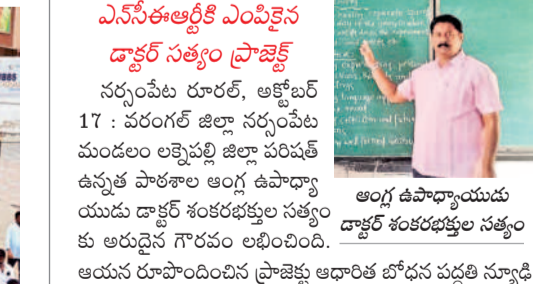 ఎన్‌సీఈఆర్టీకి ఎంపికైన
డాక్టర్ సత్యం ప్రాజెక్ట్
నర్సంపేట రూరల్, అక్టోబర్
17 : వరంగల్ జిల్లా నర్సంపేట
మండలం లక్నెపల్లి జిల్లా పరిషత్
ఉన్నత పాఠశాల ఆంగ్ల ఉపాధ్యా
యుడు డాక్టర్ శంకరభక్తుల సత్యం
కు అరుదైన గౌరవం లభించింది.
ఆయన రూపొందించిన ప్రాజెక్టు ఆధారిత బోధన పద్ధతి న్యూఢి
ఆంగ్ల ఉపాధ్యాయుడు
డాక్టర్ శంకరభక్తుల సత్యం